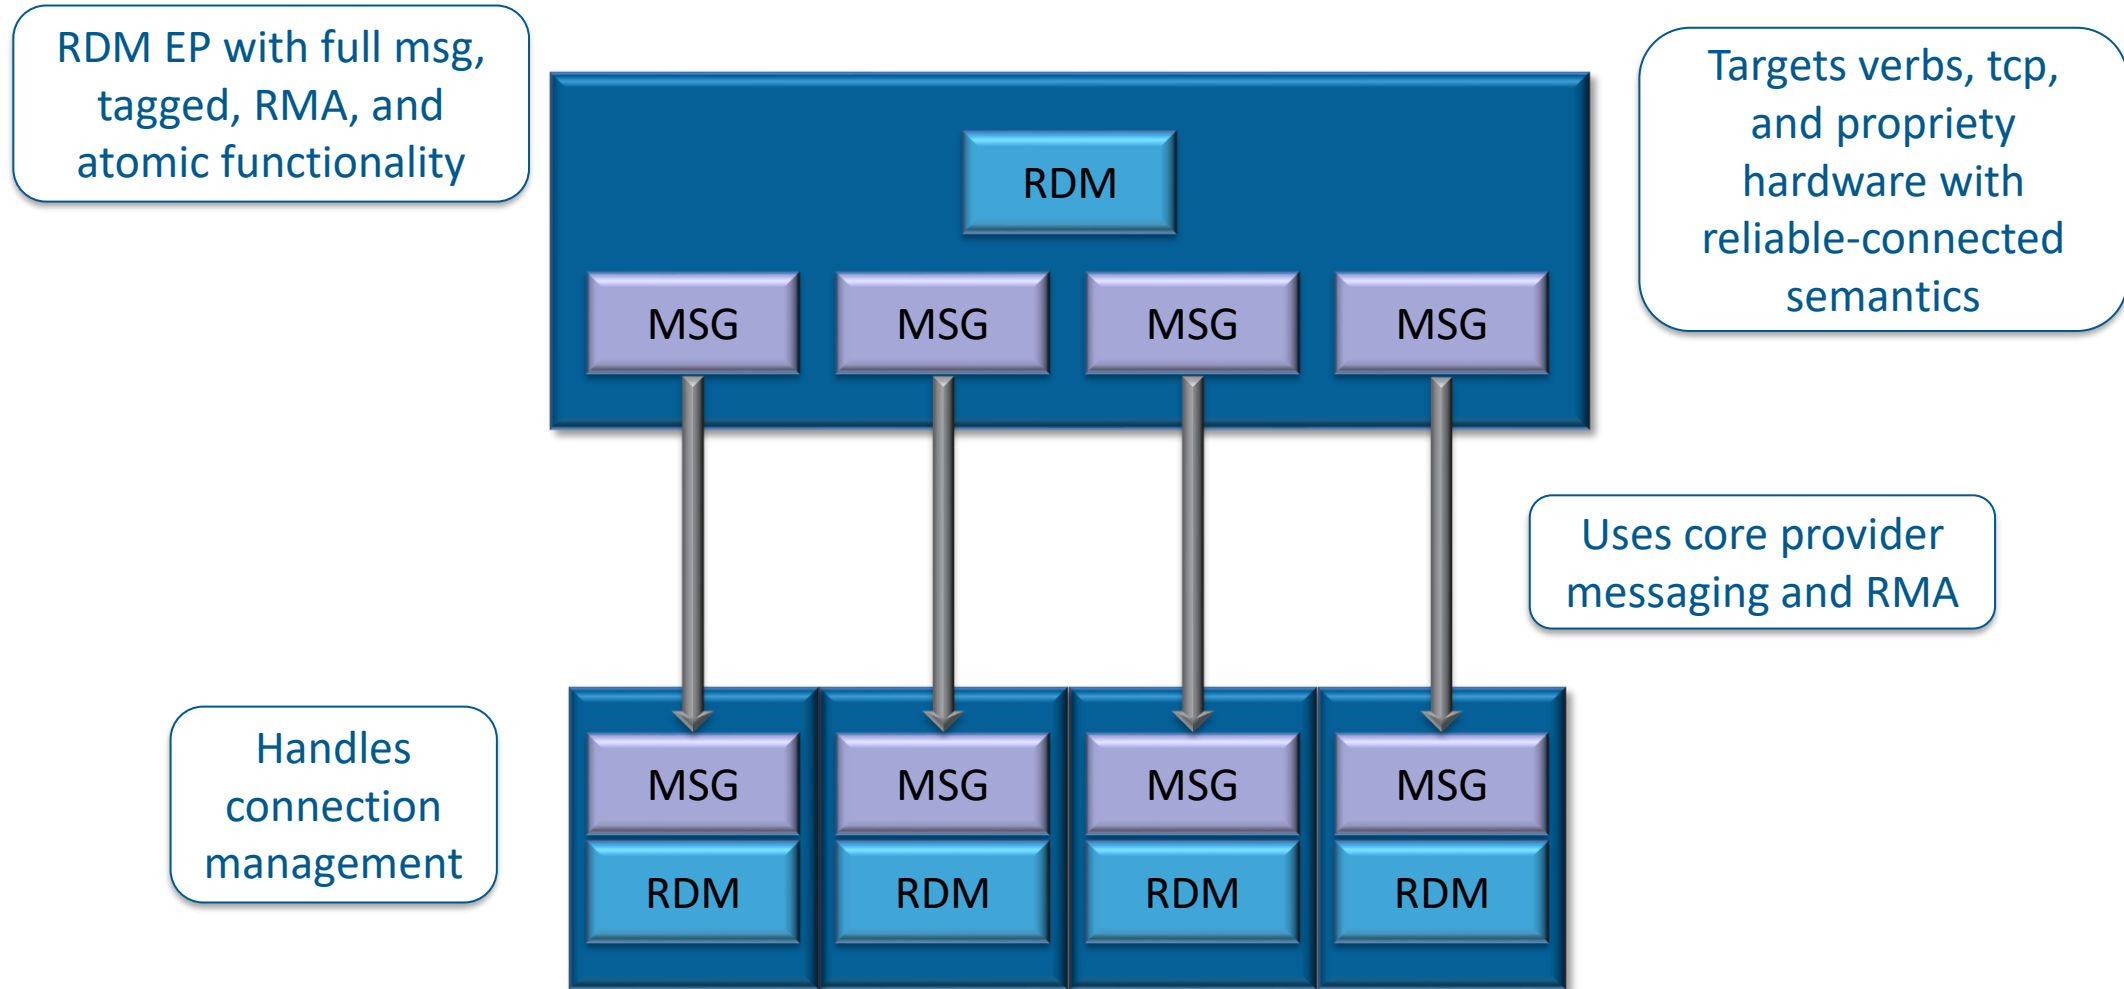 RDM EP with full msg,
tagged, RMA, and
atomic functionality
Targets verbs, tcp,
and propriety
hardware with
reliable-connected
semantics
RDM
MSG
MSG
MSG
MSG
Uses core provider
messaging and RMA
Handles
connection
management
MSG
MSG
MSG
MSG
RDM
RDM
RDM
RDM